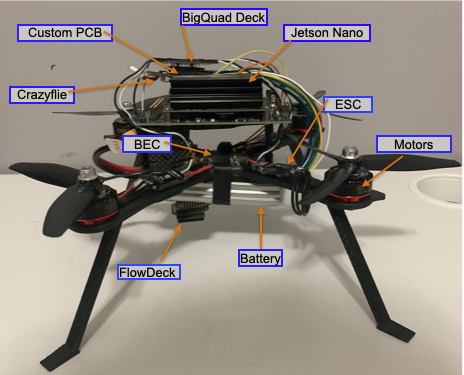 BigQuad Deck
Custom PCB
Jetson Nano
Crazyflie
ESC
BEC
Motors
FlowDeck
Battery